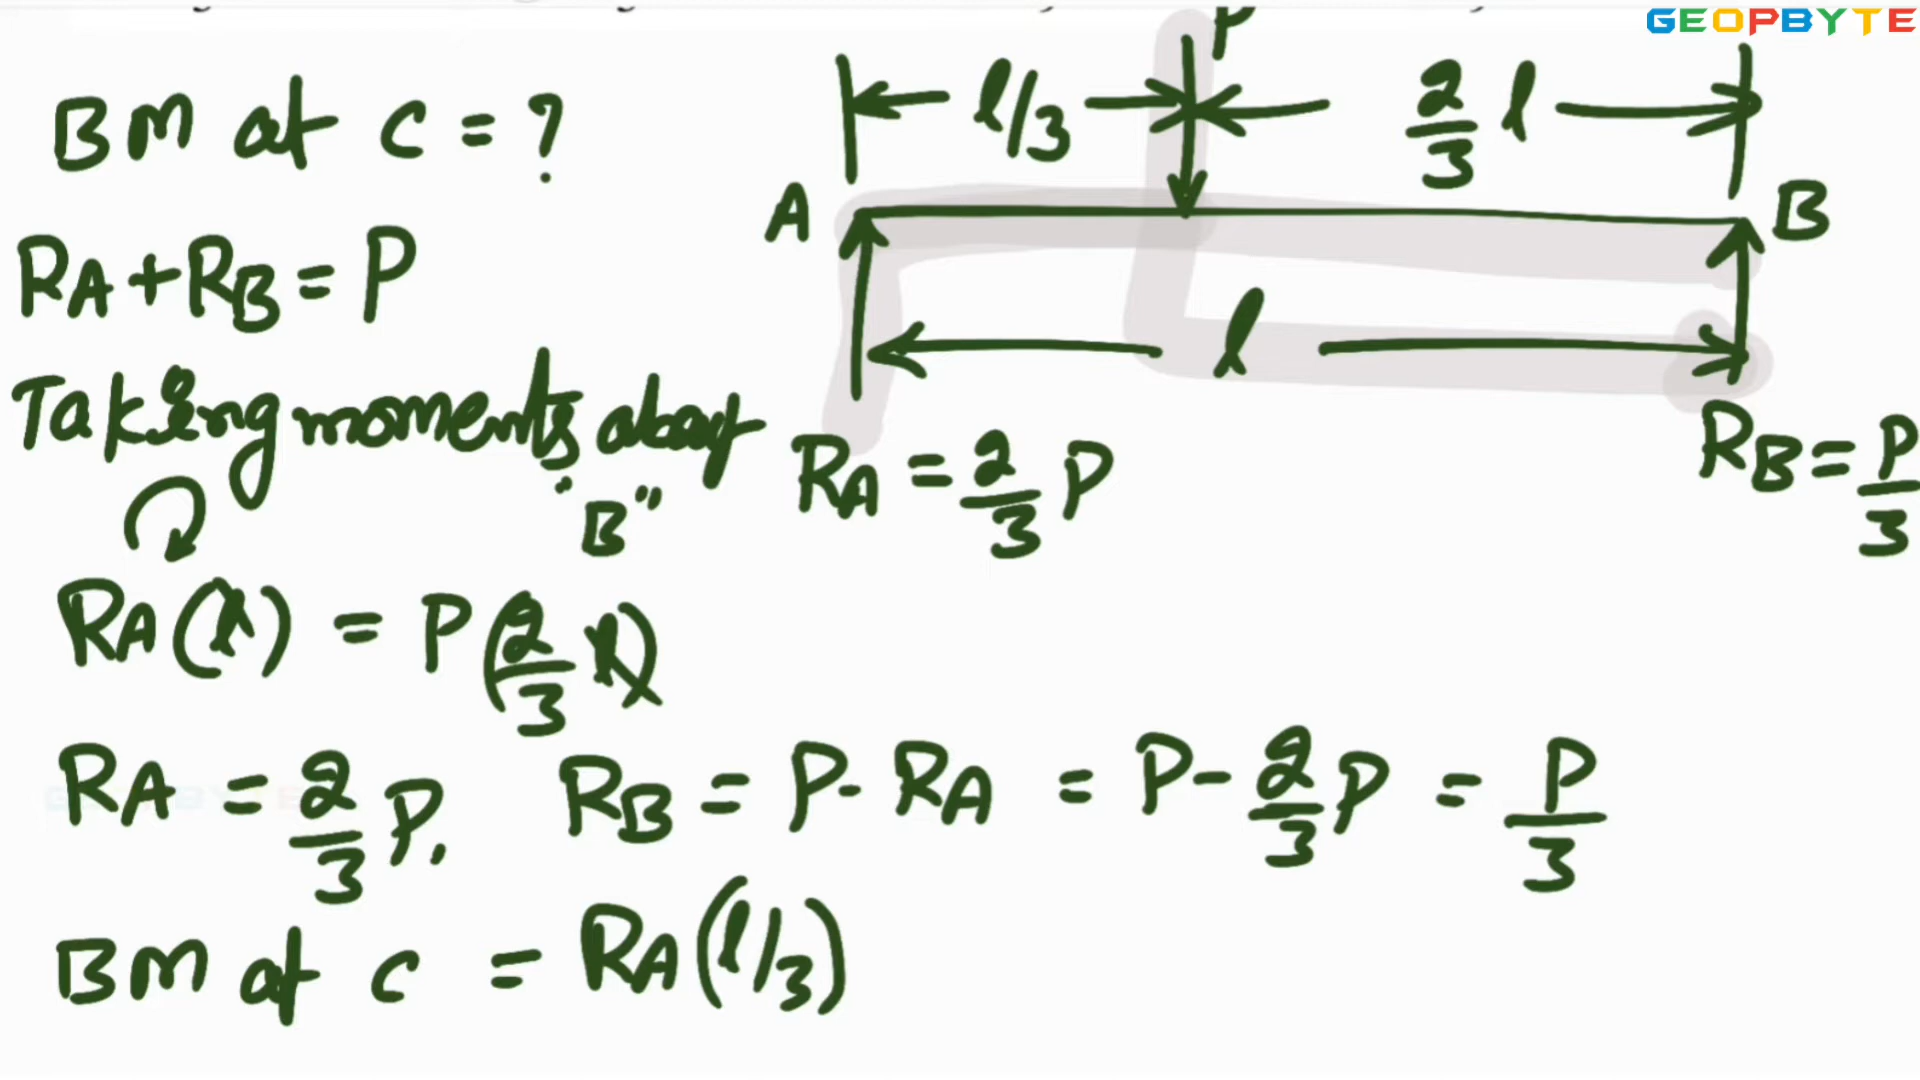 GEOPBYTE
P
BM at C = ?
l/3
2/3 l
A
B
RA+RB = P
l
Taking moments about
"B"
RA = 2/3 P
RB = P/3
RA(l) = P(2/3 l)
RA = 2/3 P.
RB = P - RA = P - 2/3 P = P/3
BM at C = RA(l/3)